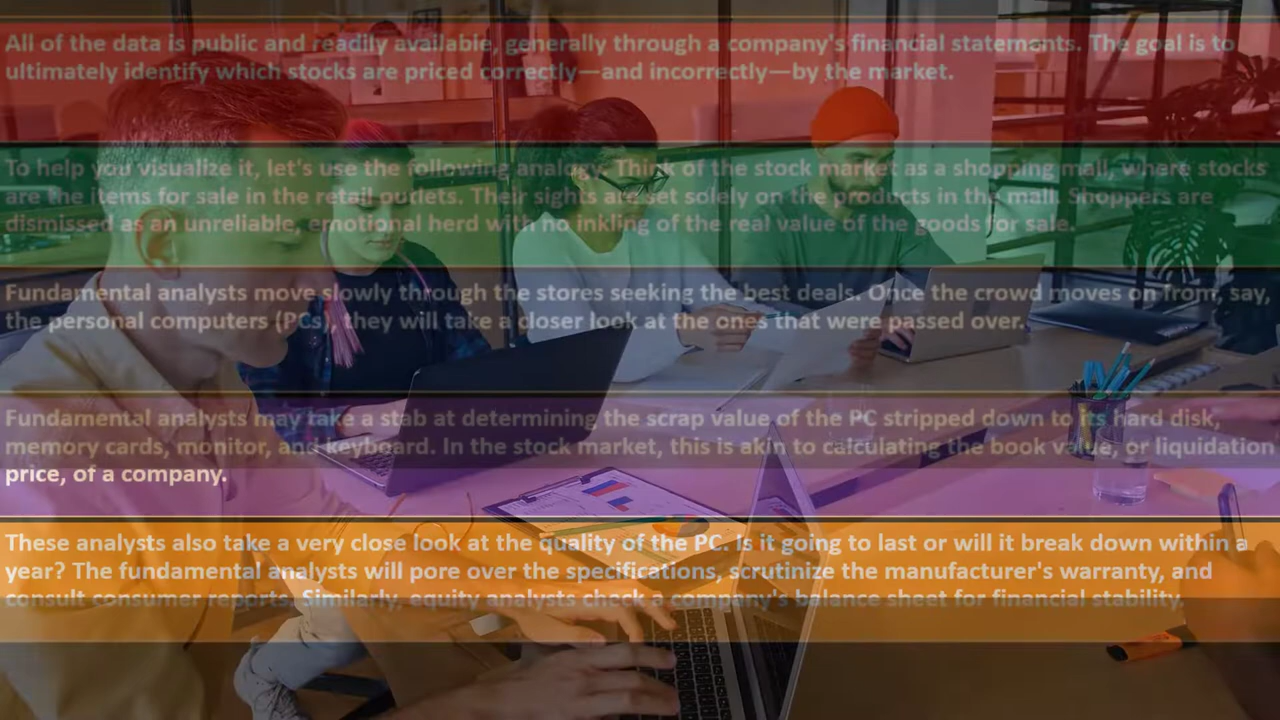 All of the data is public and readily available, generally through a company's financial statements. The goal is to
ultimately identify which stocks are priced correctly—and incorrectly—by the market.
To help you visualize it, let's use the following analogy. Think of the stock market as a shopping mall, where stocks
are the items for sale in the retail outlets. Their sights are set solely on the products in the mall. Shoppers are
dismissed as an unreliable, emotional herd with no inkling of the real value of the goods for sale.
Fundamental analysts move slowly through the stores seeking the best deals. Once the crowd moves on from, say,
the personal computers (PCs), they will take a closer look at the ones that were passed over.
Fundamental analysts may take a stab at determining the scrap value of the PC stripped down to its hard disk,
memory cards, monitor, and keyboard. In the stock market, this is akin to calculating the book value, or liquidation
price, of a company.
These analysts also take a very close look at the quality of the PC. Is it going to last or will it break down within a
year? The fundamental analysts will pore over the specifications, scrutinize the manufacturer's warranty, and
consult consumer reports. Similarly, equity analysts check a company's balance sheet for financial stability.